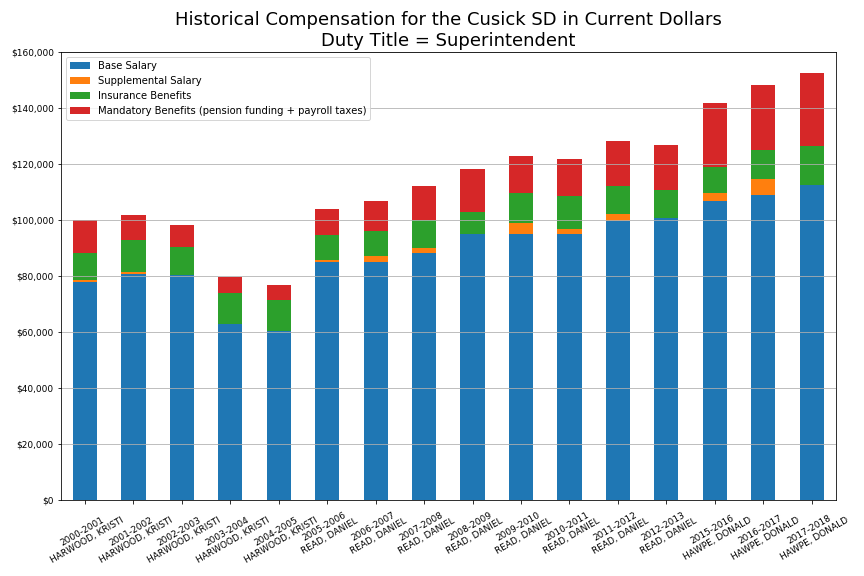 Historical Compensation for the Cusick SD in Current Dollars
Duty Title = Superintendent
$160,000
$140,000
$120,000
$100,000
$80,000
$60,000
$40,000
$20,000
$0
Base Salary
Supplemental Salary
Insurance Benefits
Mandatory Benefits (pension funding + payroll taxes)
2000-2001
HARWOOD, KRISTI
2001-2002
HARWOOD, KRISTI
2002-2003
HARWOOD, KRISTI
2003-2004
HARWOOD, KRISTI
2004-2005
HARWOOD, KRISTI
2005-2006
READ, DANIEL
2006-2007
READ, DANIEL
2007-2008
READ, DANIEL
2008-2009
READ, DANIEL
2009-2010
READ, DANIEL
2010-2011
READ, DANIEL
2011-2012
READ, DANIEL
2012-2013
READ, DANIEL
2015-2016
HAWPE, DONALD
2016-2017
HAWPE, DONALD
2017-2018
HAWPE, DONALD